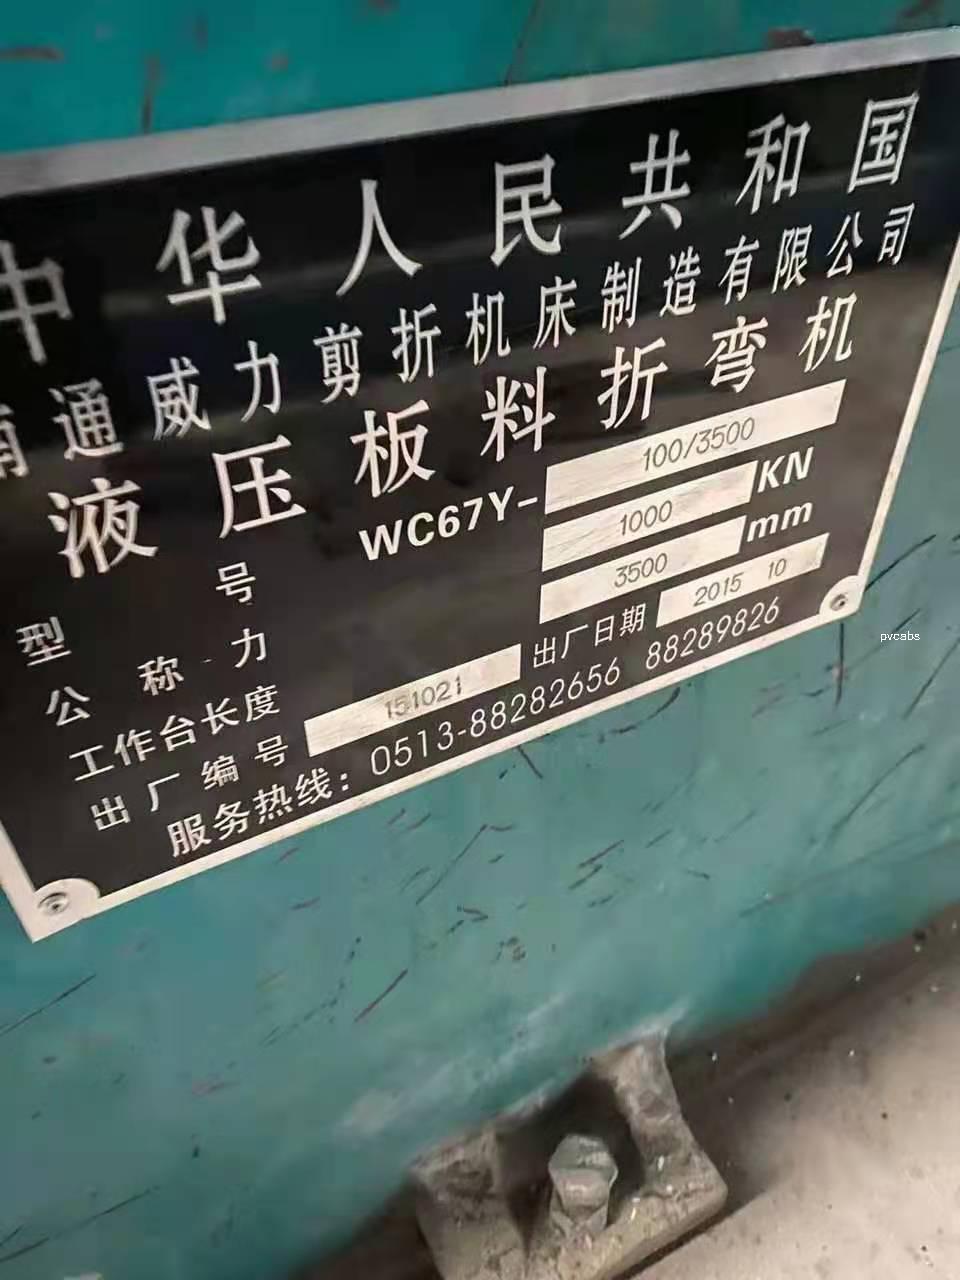 中华人民共和国
南通威力剪折机床制造有限公司
液压板料折弯机
型号 WC67Y- 100/3500
公称力 1000 KN
工作台长度 3500 mm
出厂编号 151021 出厂日期 2015 10
服务热线：0513-88282656 88289826
pvcabs